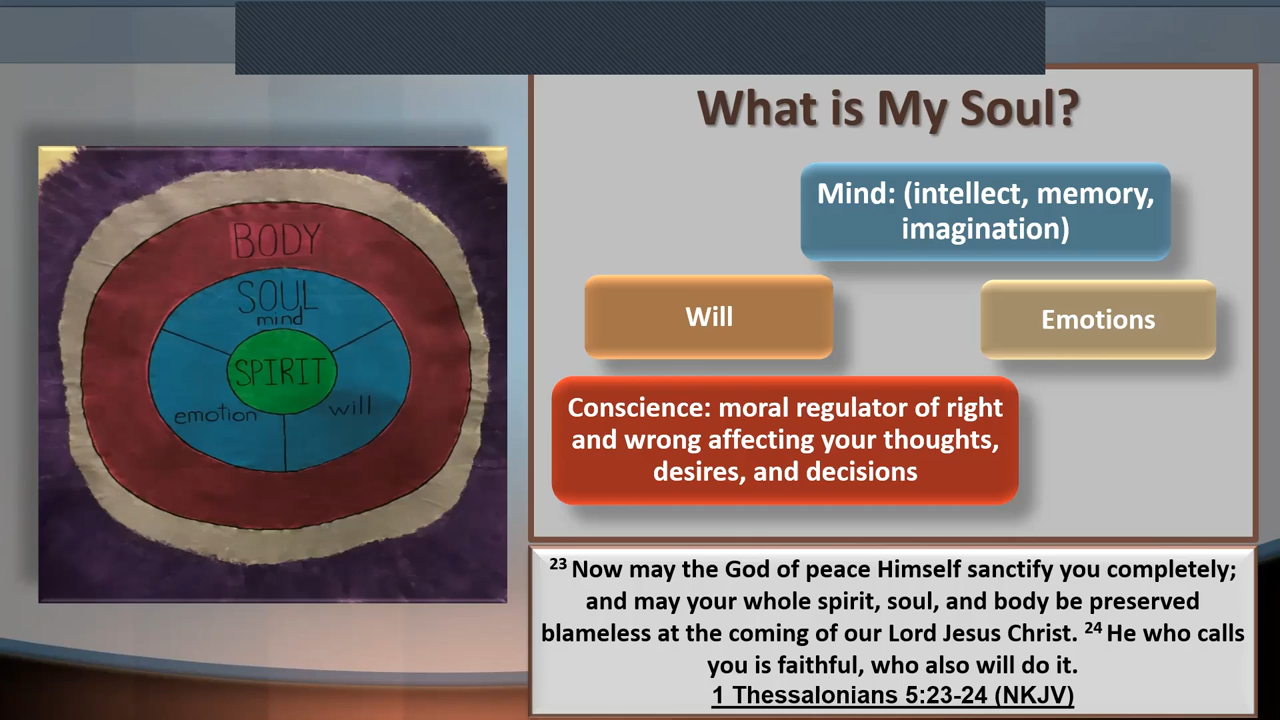 What is My Soul?
BODY
SOUL
mind
SPIRIT
emotion
will
Mind: (intellect, memory,
imagination)
Will
Emotions
Conscience: moral regulator of right
and wrong affecting your thoughts,
desires, and decisions
23 Now may the God of peace Himself sanctify you completely;
and may your whole spirit, soul, and body be preserved
blameless at the coming of our Lord Jesus Christ. 24 He who calls
you is faithful, who also will do it.
1 Thessalonians 5:23-24 (NKJV)